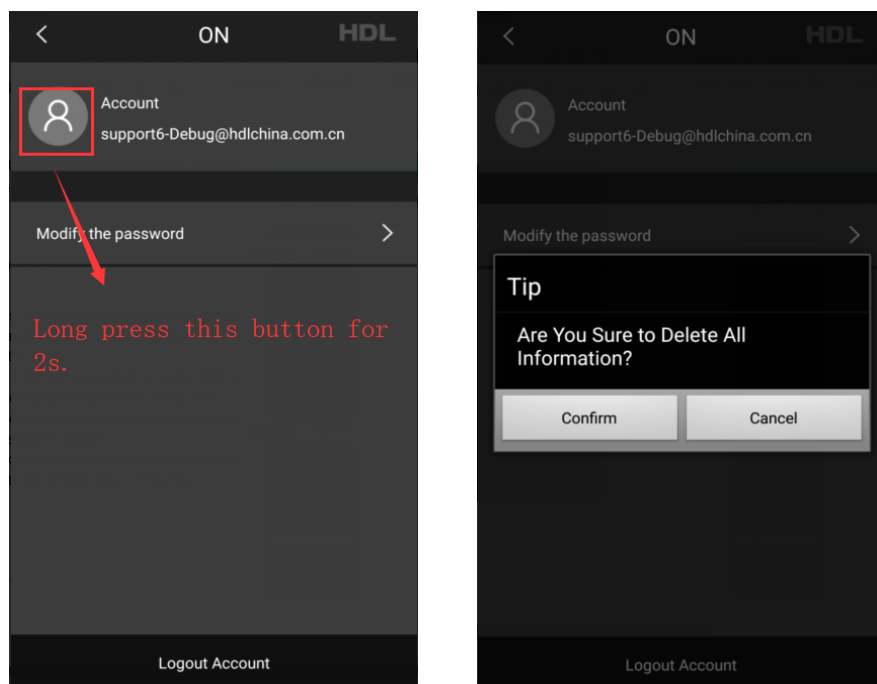 ON
HDL
Account
support6-Debug@hdlchina.com.cn
Modify the password
Long press this button for
2s.
Logout Account
ON
HDL
Account
support6-Debug@hdlchina.com.cn
Modify the password
Tip
Are You Sure to Delete All
Information?
Confirm
Cancel
Logout Account